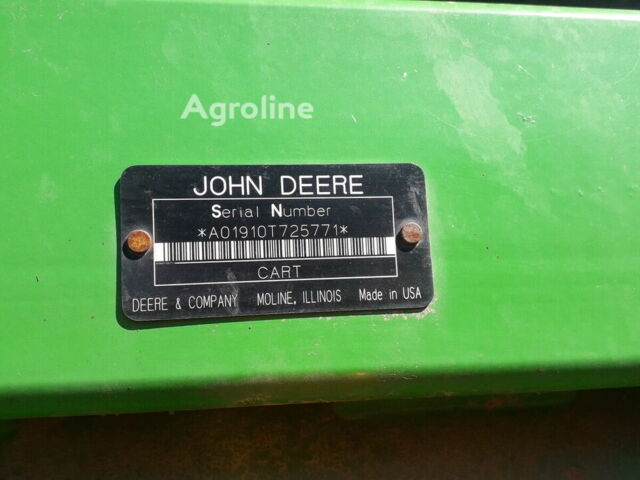 Agroline
JOHN DEERE
Serial Number
*A01910T725771*
CART
DEERE & COMPANY MOLINE, ILLINOIS Made in USA